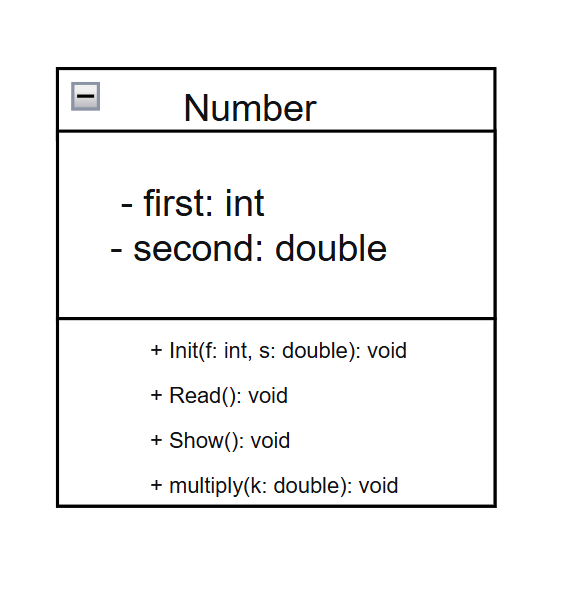 Number
- first: int
- second: double
+ Init(f: int, s: double): void
+ Read(): void
+ Show(): void
+ multiply(k: double): void